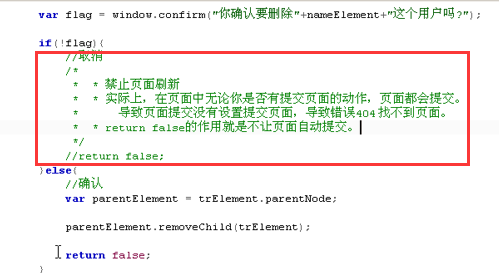 var flag = window.confirm("你确认要删除"+nameElement+"这个用户吗?");
if(!flag){
//取消
/*
* * 禁止页面刷新
* * 实际上，在页面中无论你是否有提交页面的动作，页面都会提交。
* 导致页面提交没有设置提交页面，导致错误404找不到页面。
* * return false的作用就是不让页面自动提交。
*/
//return false;
}else{
//确认
var parentElement = trElement.parentNode;
parentElement.removeChild(trElement);
return false;
}